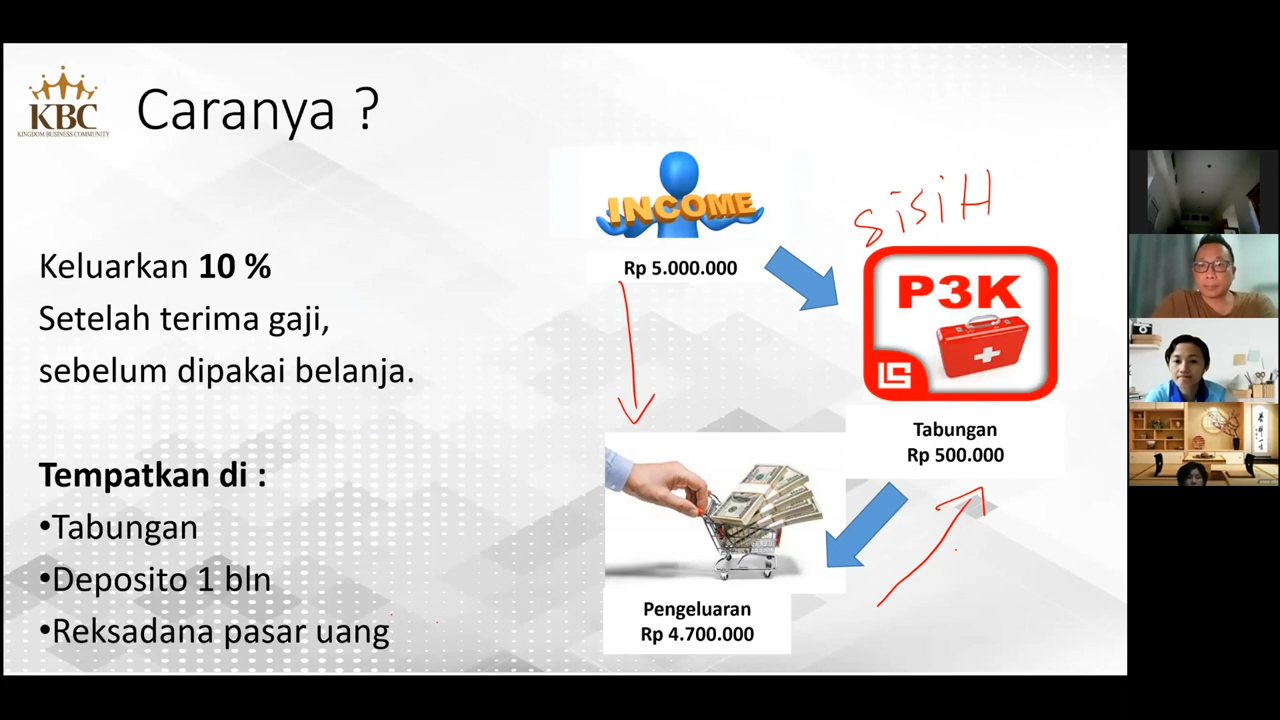 KBC
KINGDOM BUSINESS COMMUNITY
Caranya ?
INCOME
Rp 5.000.000
SISIH
P3K
LS
Keluarkan 10 %
Setelah terima gaji,
sebelum dipakai belanja.
Tabungan
Rp 500.000
Tempatkan di :
•Tabungan
•Deposito 1 bln
•Reksadana pasar uang
Pengeluaran
Rp 4.700.000